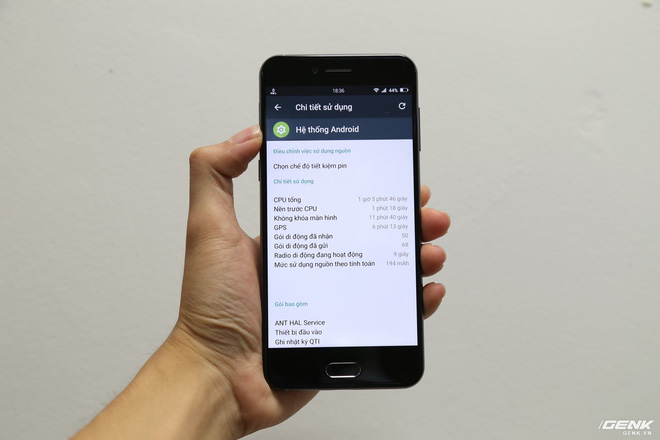 18:36
44%
Chi tiết sử dụng
Hệ thống Android
Điều chỉnh việc sử dụng nguồn
Chọn chế độ tiết kiệm pin
Chi tiết sử dụng
CPU tổng 1 giờ 5 phút 46 giây
Nền trước CPU 1 phút 18 giây
Không khóa màn hình 11 phút 40 giây
GPS 6 phút 13 giây
Gói di động đã nhận 50
Gói di động đã gửi 68
Radio di động đang hoạt động 9 giây
Mức sử dụng nguồn theo tính toán 194 mAh
Gói bao gồm
ANT HAL Service
Thiết bị đầu vào
Ghi nhật ký QTI
GENK
GENK.VN